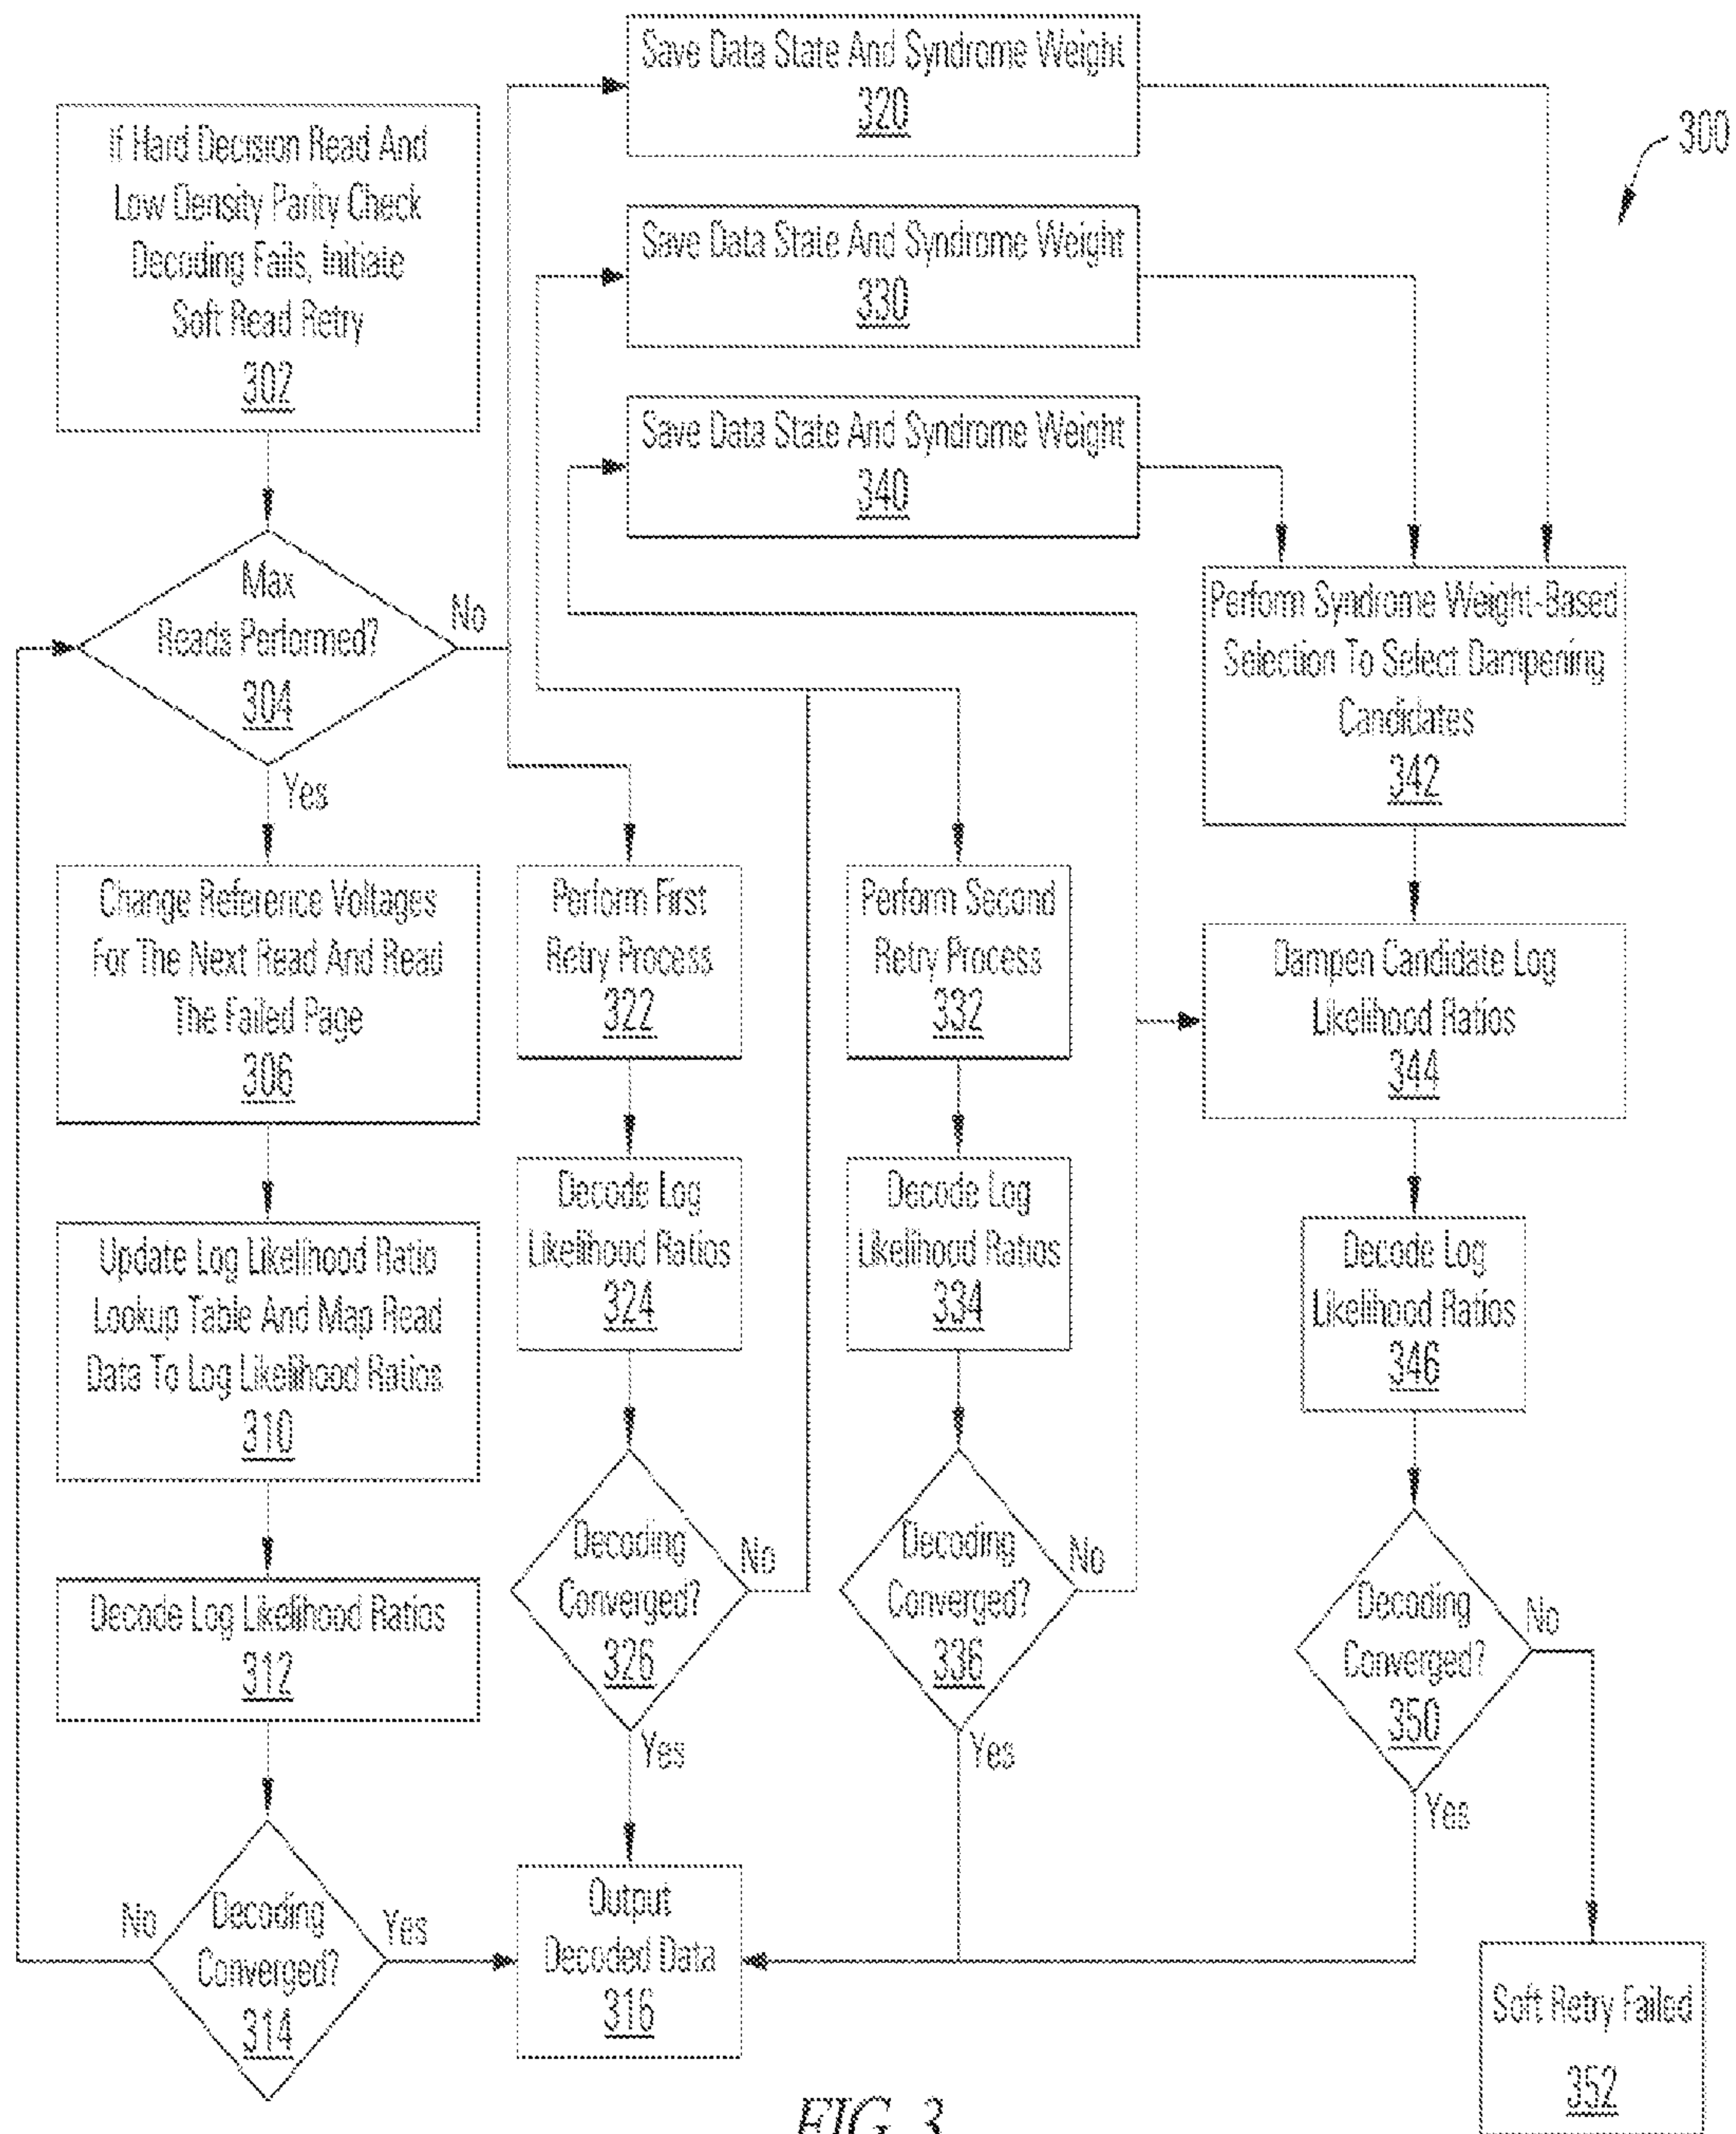 Save Data State And Syndrome Weight
320
300
If Hard Decision Read And
Low Density Parity Check
Decoding Fails, Initiate
Soft Read Retry
302
Save Data State And Syndrome Weight
330
Save Data State And Syndrome Weight
340
Max
Reads Performed?
304
No
Yes
Perform Syndrome Weight-Based
Selection To Select Dampening
Candidates
342
Change Reference Voltages
For The Next Read And Read
The Failed Page
306
Perform First
Retry Process
322
Perform Second
Retry Process
332
Dampen Candidate Log
Likelihood Ratios
344
Update Log Likelihood Ratio
Lookup Table And Map Read
Data To Log Likelihood Ratios
310
Decode Log
Likelihood Ratios
324
Decode Log
Likelihood Ratios
334
Decode Log
Likelihood Ratios
346
Decode Log Likelihood Ratios
312
Decoding
Converged?
326
No
Yes
Decoding
Converged?
336
No
Yes
Decoding
Converged?
350
No
Yes
Decoding
Converged?
314
No
Yes
Output
Decoded Data
316
Soft Retry Failed
352
FIG. 3